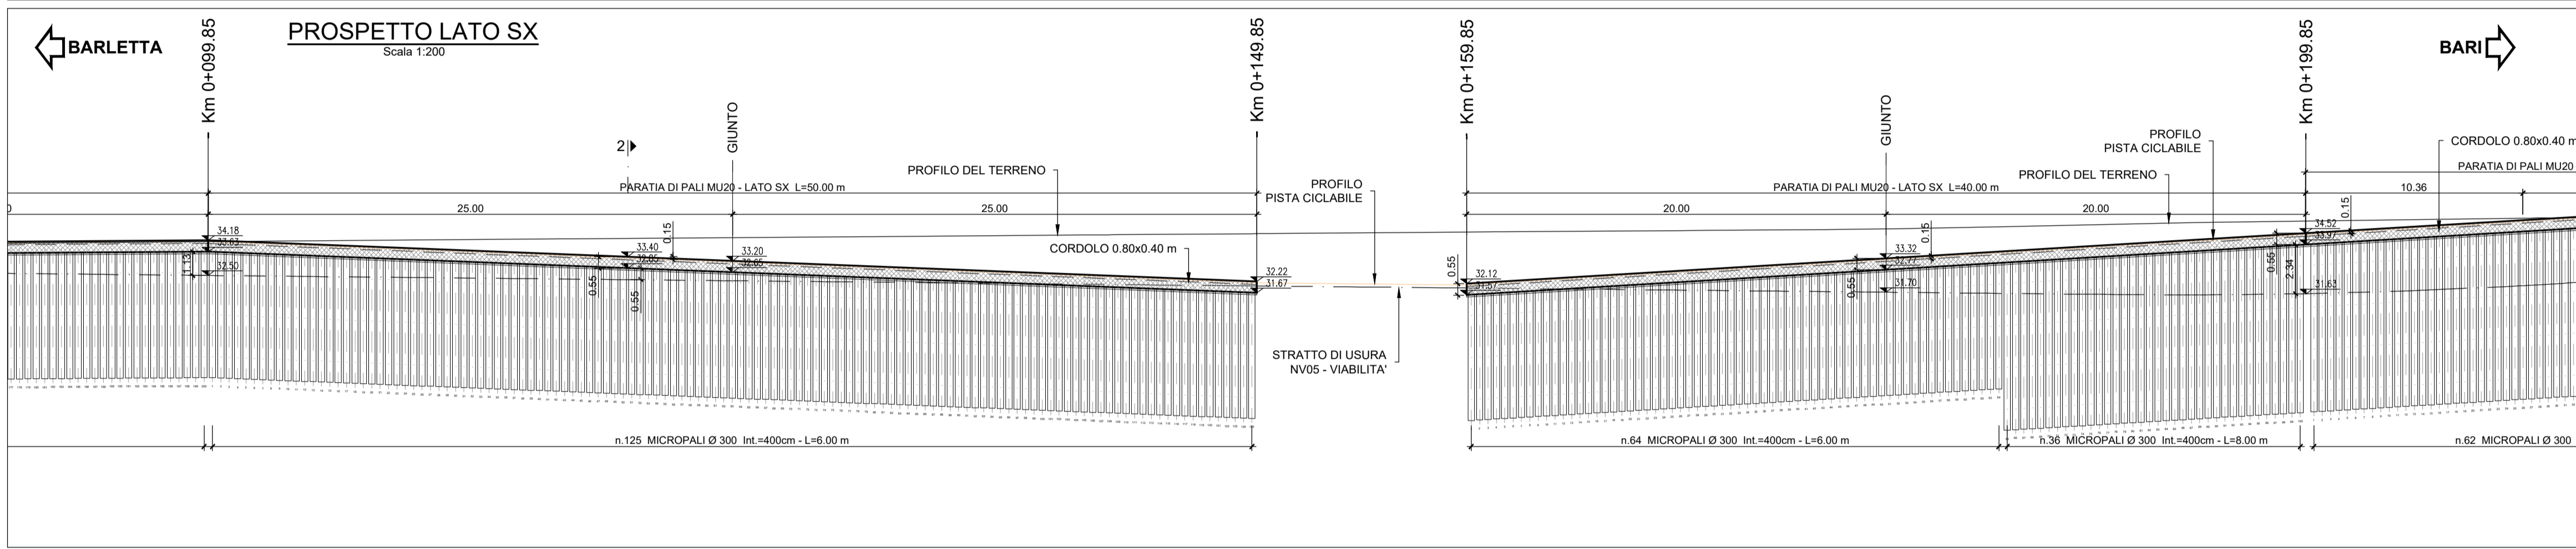 BARLETTA
PROSPETTO LATO SX
Scala 1:200
Km 0+099.85
Km 0+149.85
Km 0+159.85
Km 0+199.85
BARI
GIUNTO
GIUNTO
2
PROFILO DEL TERRENO
PARATIA DI PALI MU20 - LATO SX L=50.00 m
PROFILO
PISTA CICLABILE
PROFILO
PISTA CICLABILE
CORDOLO 0.80x0.40 m
PARATIA DI PALI MU20
PROFILO DEL TERRENO
PARATIA DI PALI MU20 - LATO SX L=40.00 m
10.36
25.00
25.00
20.00
20.00
0.15
0.15
0.15
34.18
33.63
32.50
1.13
33.40
32.85
33.20
32.65
0.55
0.55
CORDOLO 0.80x0.40 m
32.22
31.67
0.55
32.12
31.57
33.32
32.77
31.70
0.55
34.52
33.97
31.63
0.55
2.34
STRATTO DI USURA
NV05 - VIABILITA'
n.125 MICROPALI Ø 300 Int.=400cm - L=6.00 m
n.64 MICROPALI Ø 300 Int.=400cm - L=6.00 m
n.36 MICROPALI Ø 300 Int.=400cm - L=8.00 m
n.62 MICROPALI Ø 300